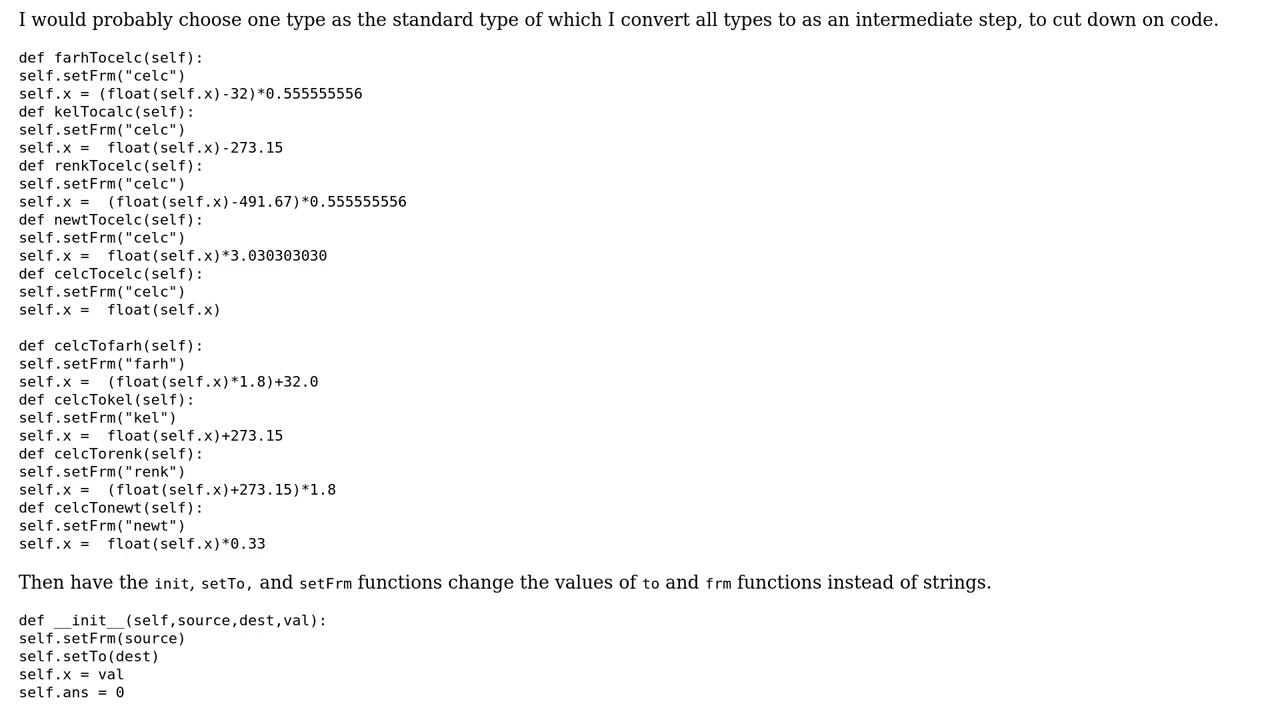 I would probably choose one type as the standard type of which I convert all types to as an intermediate step, to cut down on code.
def farhTocelc(self):
self.setFrm("celc")
self.x = (float(self.x)-32)*0.555555556
def kelTocalc(self):
self.setFrm("celc")
self.x =  float(self.x)-273.15
def renkTocelc(self):
self.setFrm("celc")
self.x =  (float(self.x)-491.67)*0.555555556
def newtTocelc(self):
self.setFrm("celc")
self.x =  float(self.x)*3.030303030
def celcTocelc(self):
self.setFrm("celc")
self.x =  float(self.x)
def celcTofarh(self):
self.setFrm("farh")
self.x =  (float(self.x)*1.8)+32.0
def celcTokel(self):
self.setFrm("kel")
self.x =  float(self.x)+273.15
def celcTorenk(self):
self.setFrm("renk")
self.x =  (float(self.x)+273.15)*1.8
def celcTonewt(self):
self.setFrm("newt")
self.x =  float(self.x)*0.33
Then have the init, setTo, and setFrm functions change the values of to and frm functions instead of strings.
def __init__(self,source,dest,val):
self.setFrm(source)
self.setTo(dest)
self.x = val
self.ans = 0